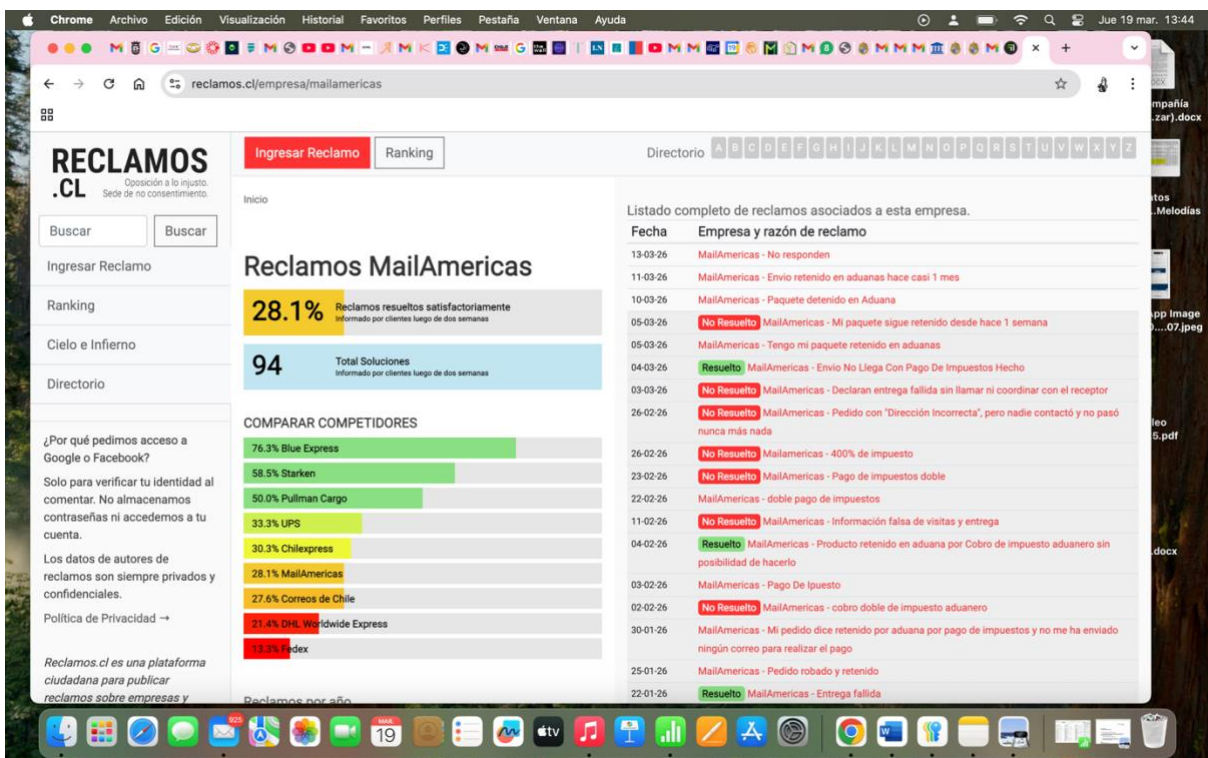 Chrome Archivo Edición Visualización Historial Favoritos Perfiles Pestaña Ventana Ayuda
Jue 19 mar. 13:44
reclamos.cl/empresa/mailamericas
RECLAMOS
.CL
Oposición a lo injusto.
Sede de no consentimiento.
Buscar
Buscar
Ingresar Reclamo
Ranking
Cielo e Infierno
Directorio
¿Por qué pedimos acceso a
Google o Facebook?
Solo para verificar tu identidad al
comentar. No almacenamos
contraseñas ni accedemos a tu
cuenta.
Los datos de autores de
reclamos son siempre privados y
confidenciales.
Política de Privacidad →
Reclamos.cl es una plataforma
ciudadana para publicar
reclamos sobre empresas y
Ingresar Reclamo
Ranking
Directorio A B C D E F G H I J K L M N O P Q R S T U V W X Y Z
Inicio
Reclamos MailAmericas
28.1% Reclamos resueltos satisfactoriamente
Informado por clientes luego de dos semanas
94 Total Soluciones
Informado por clientes luego de dos semanas
COMPARAR COMPETIDORES
76.3% Blue Express
58.5% Starken
50.0% Pullman Cargo
33.3% UPS
30.3% Chilexpress
28.1% MailAmericas
27.6% Correos de Chile
21.4% DHL Worldwide Express
13.3% Fedex
Reclamos por año
Listado completo de reclamos asociados a esta empresa.
Fecha Empresa y razón de reclamo
13-03-26 MailAmericas - No responden
11-03-26 MailAmericas - Envio retenido en aduanas hace casi 1 mes
10-03-26 MailAmericas - Paquete detenido en Aduana
05-03-26 No Resuelto MailAmericas - Mi paquete sigue retenido desde hace 1 semana
05-03-26 MailAmericas - Tengo mi paquete retenido en aduanas
04-03-26 Resuelto MailAmericas - Envio No Llega Con Pago De Impuestos Hecho
03-03-26 No Resuelto MailAmericas - Declaran entrega fallida sin llamar ni coordinar con el receptor
26-02-26 No Resuelto MailAmericas - Pedido con "Dirección Incorrecta", pero nadie contactó y no pasó
nunca más nada
26-02-26 No Resuelto Mailamericas - 400% de impuesto
23-02-26 No Resuelto MailAmericas - Pago de impuestos doble
22-02-26 MailAmericas - doble pago de impuestos
11-02-26 No Resuelto MailAmericas - Información falsa de visitas y entrega
04-02-26 Resuelto MailAmericas - Producto retenido en aduana por Cobro de impuesto aduanero sin
posibilidad de hacerlo
03-02-26 MailAmericas - Pago De Ipuesto
02-02-26 No Resuelto MailAmericas - cobro doble de impuesto aduanero
30-01-26 MailAmericas - Mi pedido dice retenido por aduana por pago de impuestos y no me ha enviado
ningún correo para realizar el pago
25-01-26 MailAmericas - Pedido robado y retenido
22-01-26 Resuelto MailAmericas - Entrega fallida
.docx
mpañia
.zar).docx
...Melodías
pp Image
....07.jpeg
5.pdf
.docx
925
MAR.
19
tv